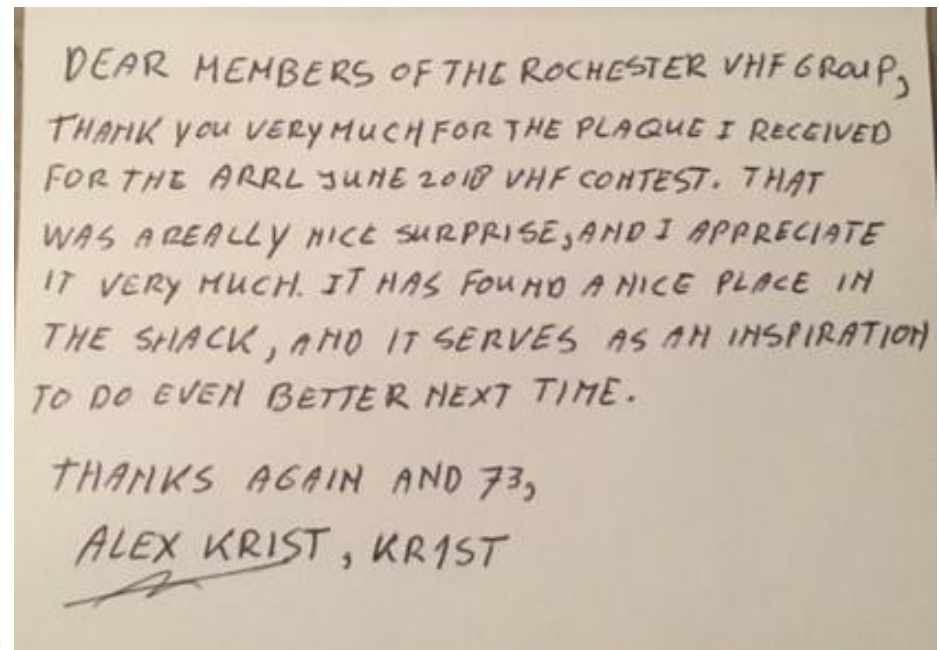 DEAR MEMBERS OF THE ROCHESTER VHF GROUP,
THANK YOU VERY MUCH FOR THE PLAQUE I RECEIVED
FOR THE ARRL JUNE 2018 VHF CONTEST. THAT
WAS A REALLY NICE SURPRISE, AND I APPRECIATE
IT VERY MUCH. IT HAS FOUND A NICE PLACE IN
THE SHACK, AND IT SERVES AS AN INSPIRATION
TO DO EVEN BETTER NEXT TIME.
THANKS AGAIN AND 73,
ALEX KRIST, KR1ST